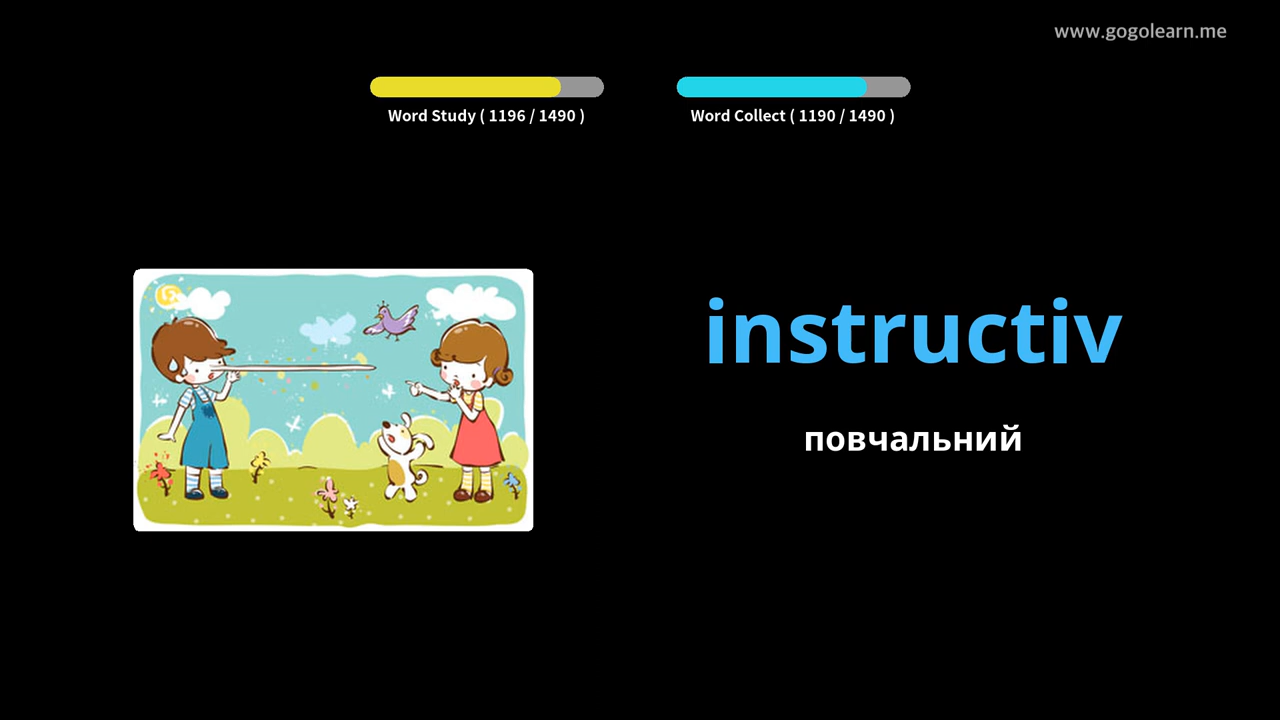 www.gogolearn.me
Word Study ( 1196 / 1490 )
Word Collect ( 1190 / 1490 )
instructiv
повчальний